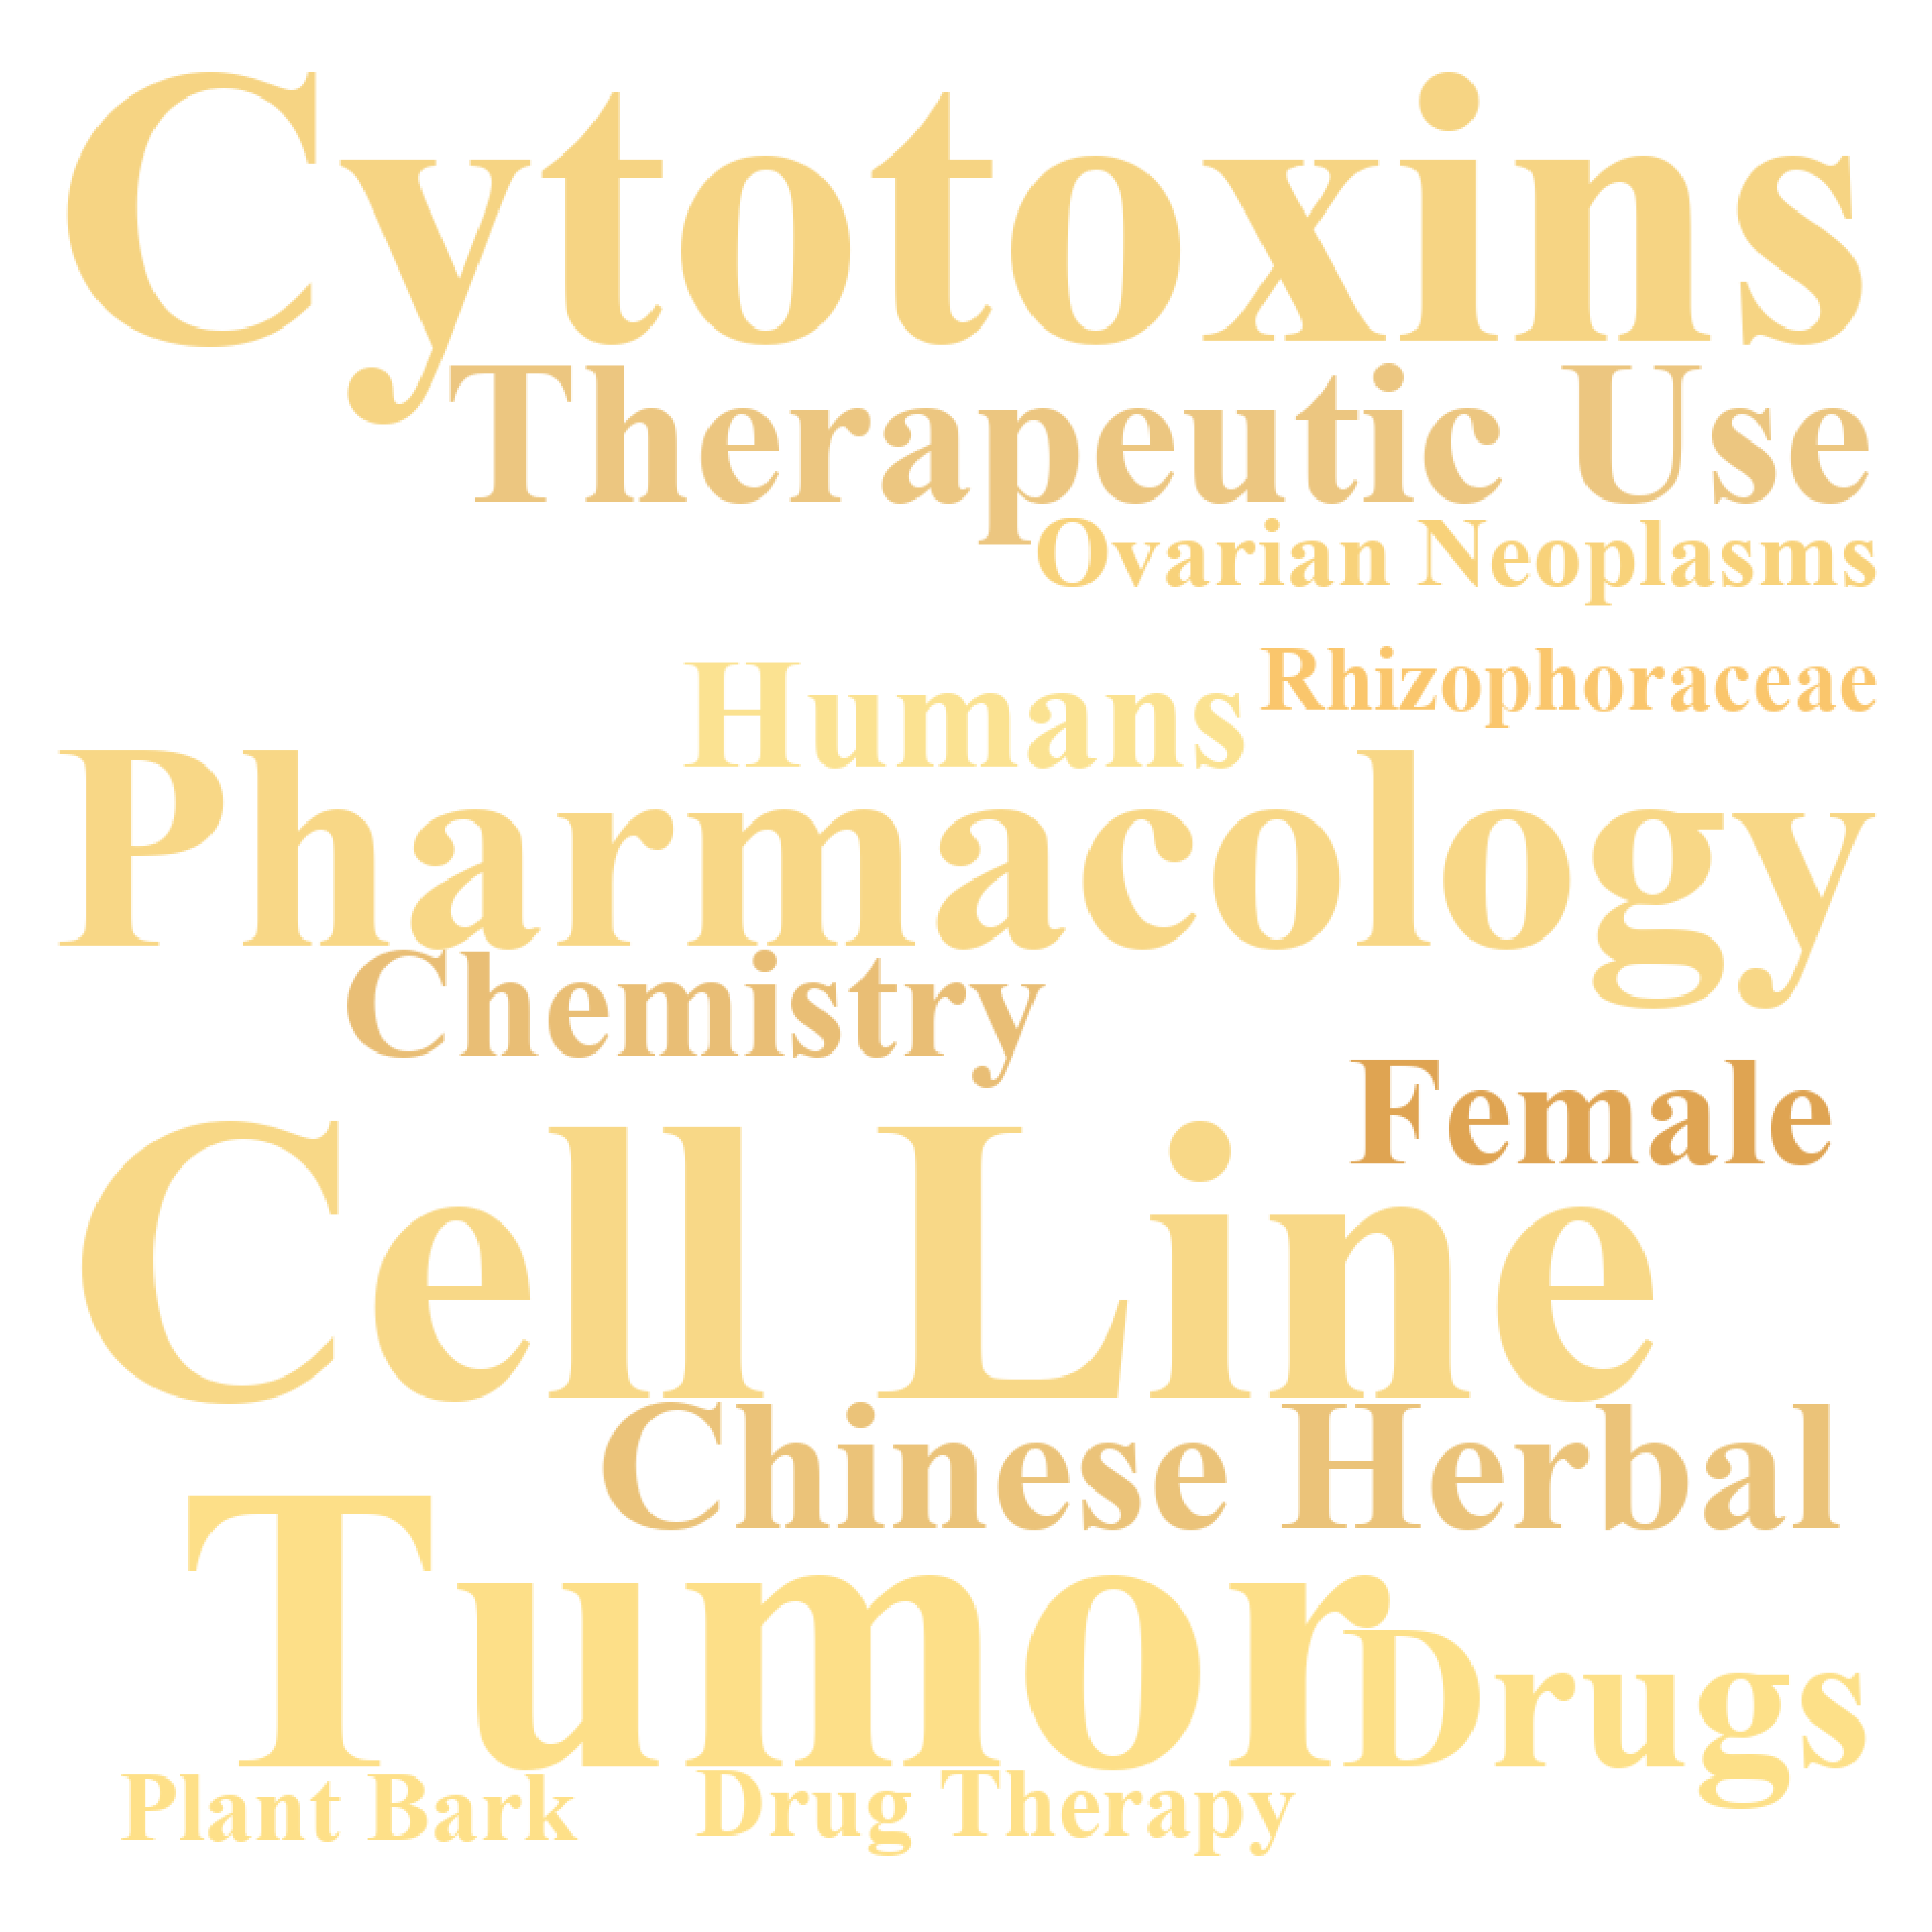 Cytotoxins
Therapeutic Use
Ovarian Neoplasms
Rhizophoraceae
Humans
Pharmacology
Chemistry
Female
Cell Line
Chinese Herbal
Tumor
Drugs
Plant Bark
Drug Therapy